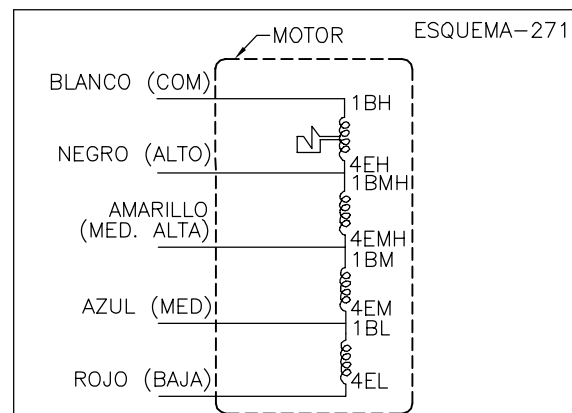 ESQUEMA-271
MOTOR
BLANCO (COM)
1BH
NEGRO (ALTO)
4EH
1BMH
AMARILLO
(MED. ALTA)
4EMH
1BM
AZUL (MED)
4EM
1BL
ROJO (BAJA)
4EL